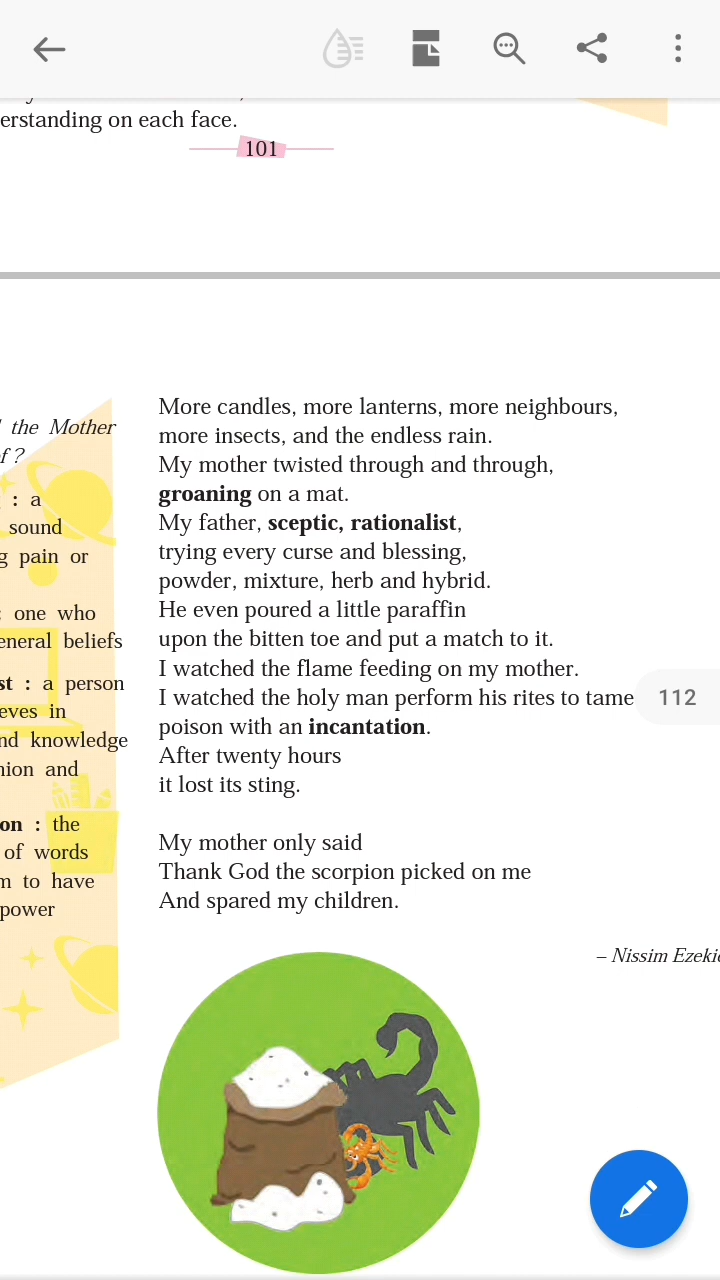 erstanding on each face.
101
the Mother
f ?
: a
sound
g pain or
: one who
eneral beliefs
st : a person
eves in
nd knowledge
nion and
on : the
of words
m to have
power
More candles, more lanterns, more neighbours,
more insects, and the endless rain.
My mother twisted through and through,
groaning on a mat.
My father, sceptic, rationalist,
trying every curse and blessing,
powder, mixture, herb and hybrid.
He even poured a little paraffin
upon the bitten toe and put a match to it.
I watched the flame feeding on my mother.
I watched the holy man perform his rites to tame
poison with an incantation.
After twenty hours
it lost its sting.
My mother only said
Thank God the scorpion picked on me
And spared my children.
– Nissim Ezekie
112